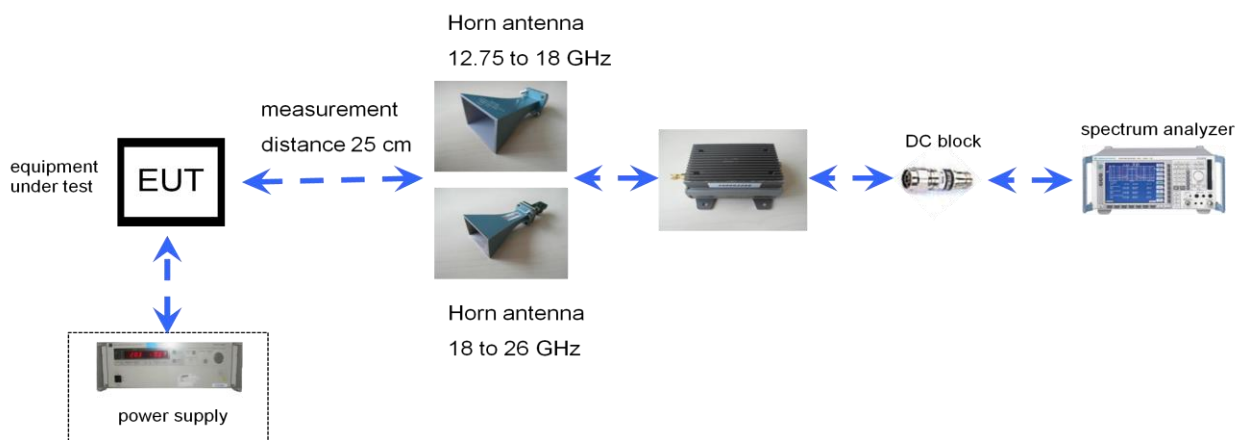 Horn antenna
12.75 to 18 GHz
measurement
distance 25 cm
equipment
under test
EUT
DC block
spectrum analyzer
Horn antenna
18 to 26 GHz
power supply